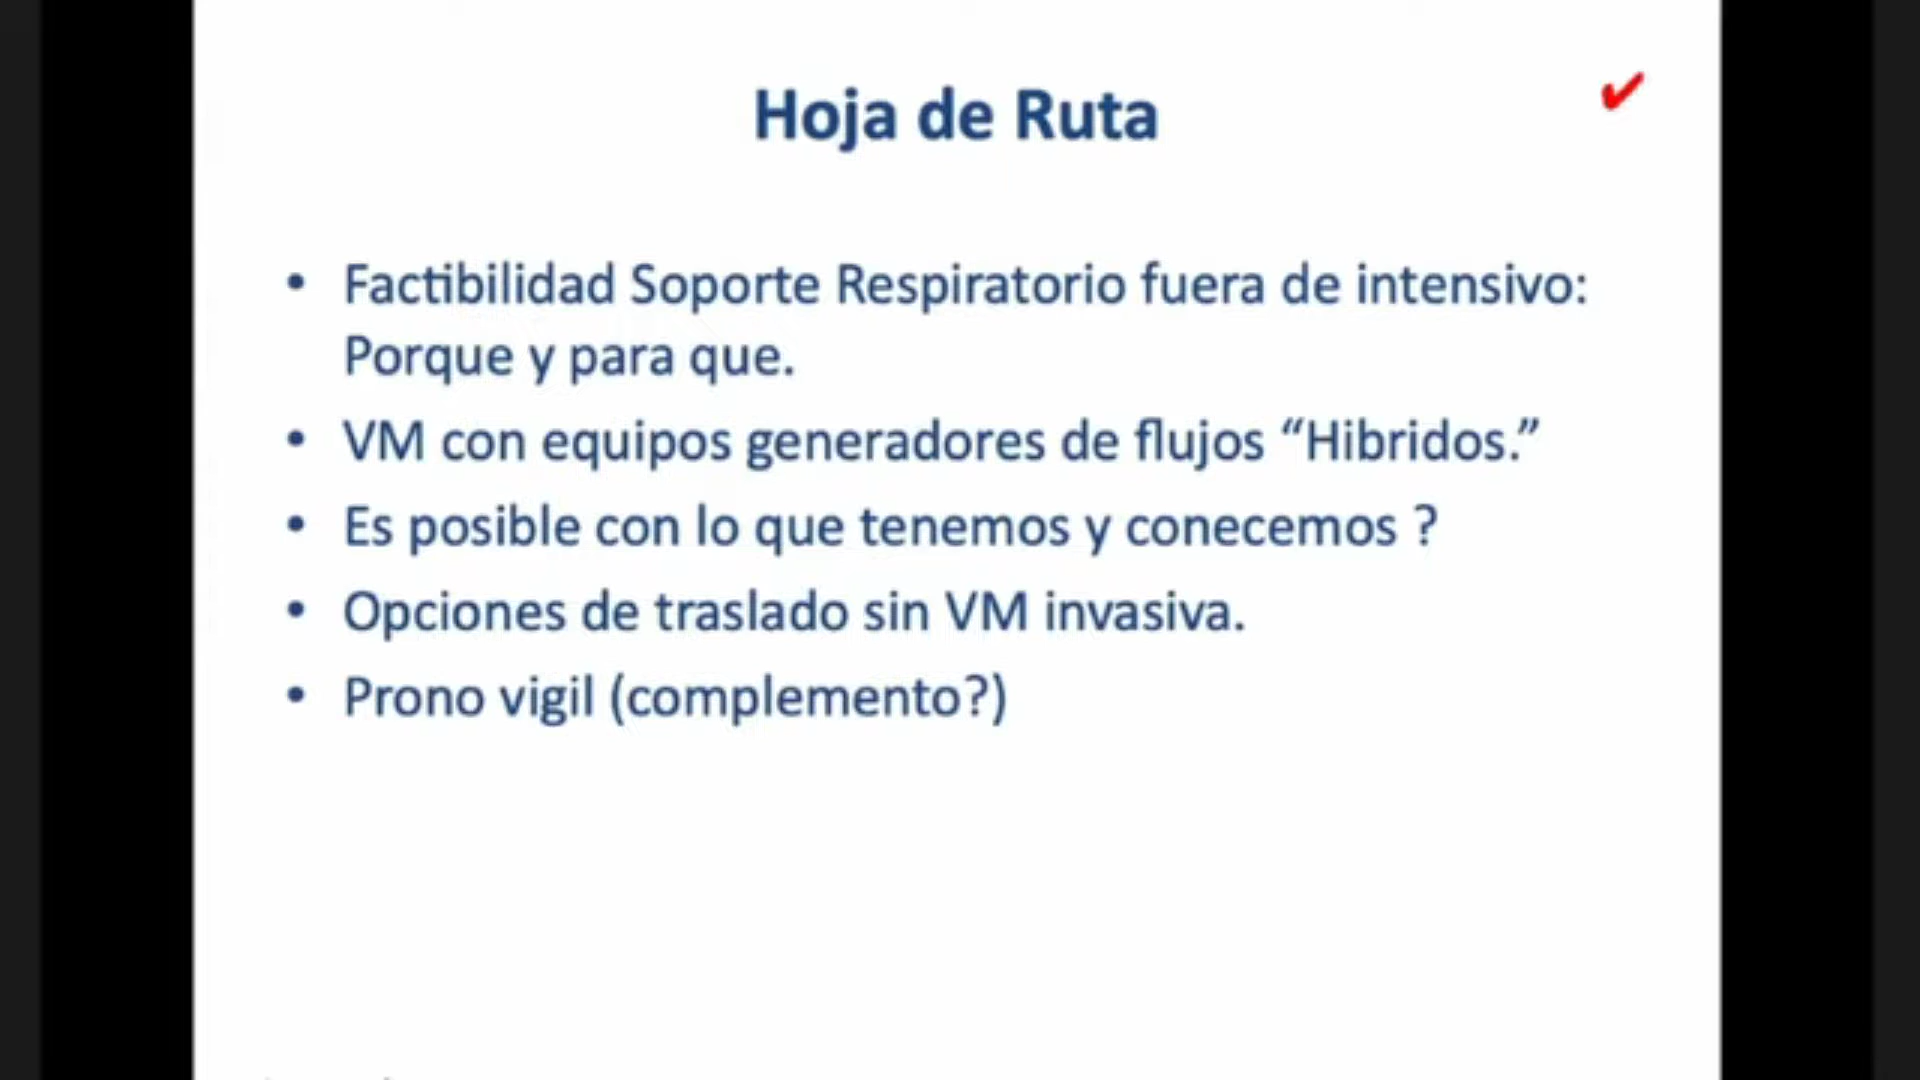 Hoja de Ruta
• Factibilidad Soporte Respiratorio fuera de intensivo:
Porque y para que.
• VM con equipos generadores de flujos “Hibridos.”
• Es posible con lo que tenemos y conecemos ?
• Opciones de traslado sin VM invasiva.
• Prono vigil (complemento?)